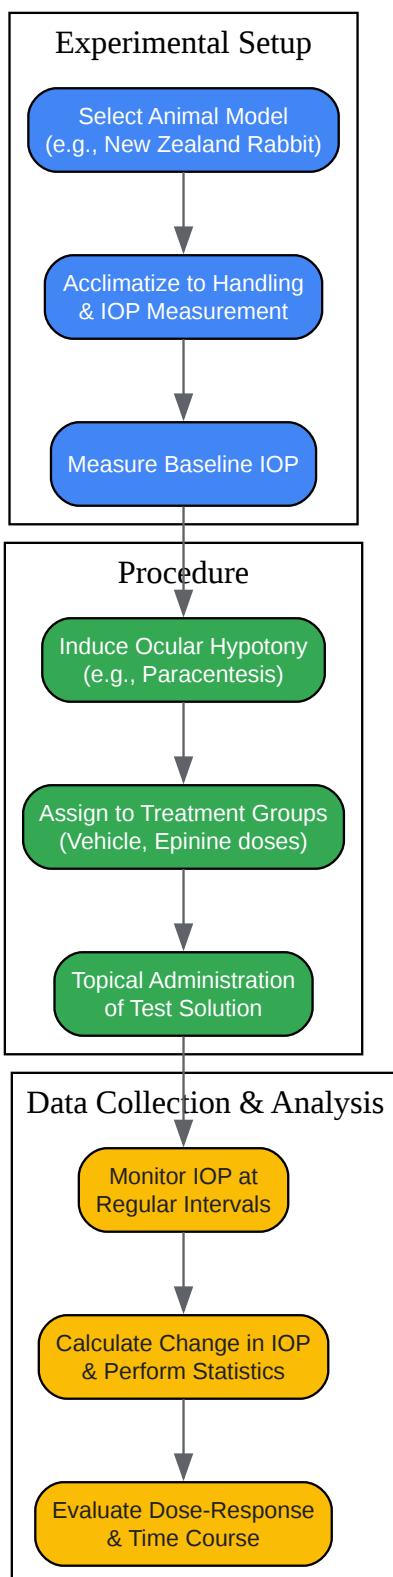 Experimental Setup
Select Animal Model
(e.g., New Zealand Rabbit)
Acclimatize to Handling
& IOP Measurement
Measure Baseline IOP
Procedure
Induce Ocular Hypotony
(e.g., Paracentesis)
Assign to Treatment Groups
(Vehicle, Epinine doses)
Topical Administration
of Test Solution
Data Collection & Analysis
Monitor IOP at
Regular Intervals
Calculate Change in IOP
& Perform Statistics
Evaluate Dose-Response
& Time Course